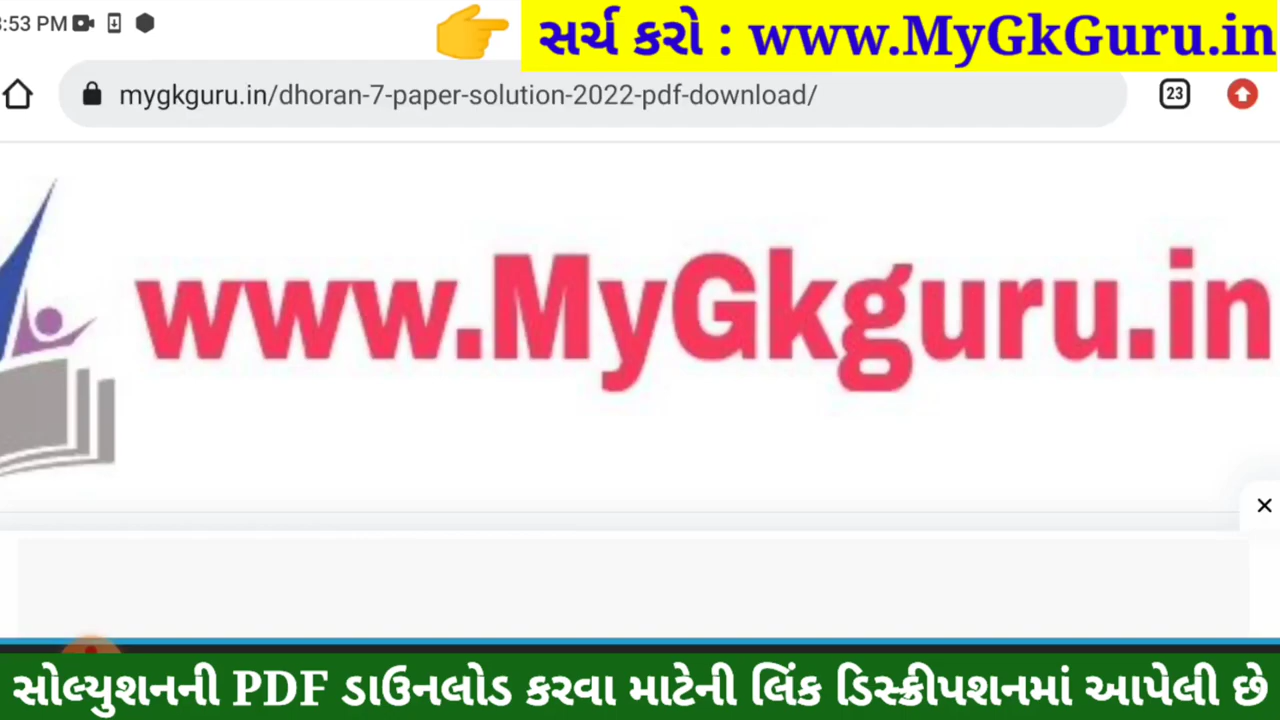 :53 PM
👉 સર્ચ કરો : www.MyGkGuru.in
mygkguru.in/dhoran-7-paper-solution-2022-pdf-download/
23
www.MyGkguru.in
સોલ્યુશનની PDF ડાઉનલોડ કરવા માટેની લિંક ડિસ્ક્રીપશનમાં આપેલી છે